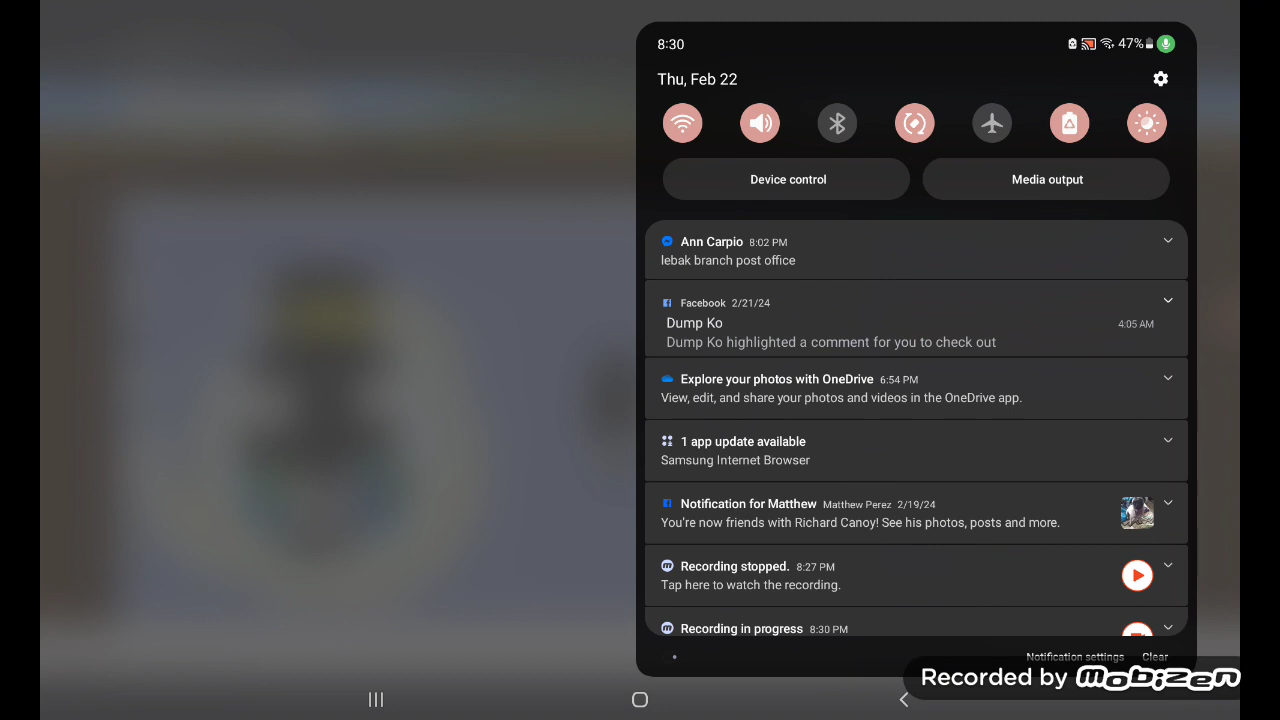 8:30
47%
Thu, Feb 22
Device control
Media output
Ann Carpio 8:02 PM
lebak branch post office
Facebook 2/21/24
Dump Ko
4:05 AM
Dump Ko highlighted a comment for you to check out
Explore your photos with OneDrive 6:54 PM
View, edit, and share your photos and videos in the OneDrive app.
1 app update available
Samsung Internet Browser
Notification for Matthew Matthew Perez 2/19/24
You're now friends with Richard Canoy! See his photos, posts and more.
Recording stopped. 8:27 PM
Tap here to watch the recording.
Recording in progress 8:30 PM
Notification settings
Clear
Recorded by Mobizen